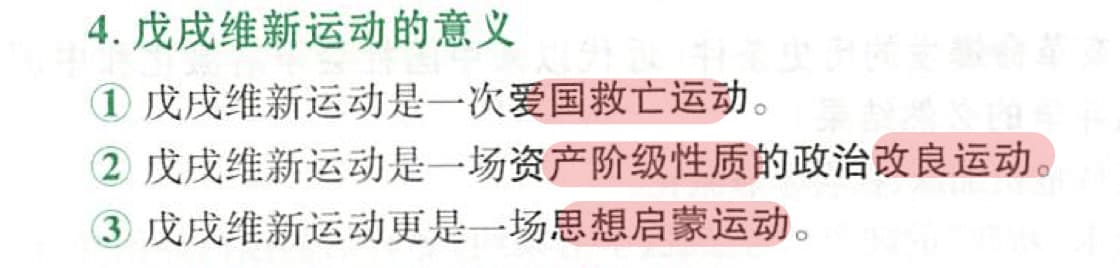 4. 戊戌维新运动的意义
① 戊戌维新运动是一次爱国救亡运动。
② 戊戌维新运动是一场资产阶级性质的政治改良运动。
③ 戊戌维新运动更是一场思想启蒙运动。